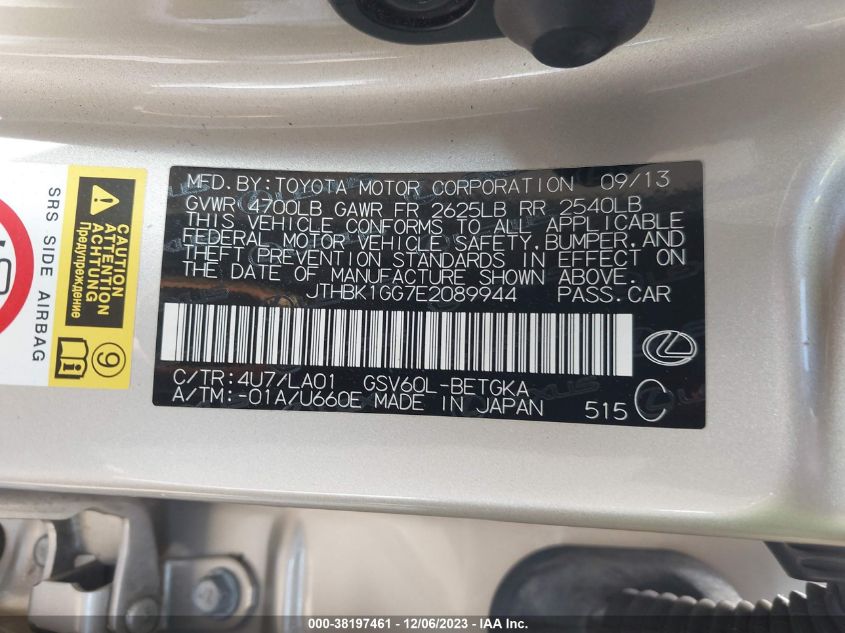 MFD. BY: TOYOTA MOTOR CORPORATION 09/13
GVWR 4700LB GAWR FR 2625LB RR 2540LB
THIS VEHICLE CONFORMS TO ALL APPLICABLE
FEDERAL MOTOR VEHICLE SAFETY, BUMPER, AND
THEFT PREVENTION STANDARDS IN EFFECT ON
THE DATE OF MANUFACTURE SHOWN ABOVE.
JTHBK1GG7E2089944 PASS.CAR
C/TR:4U7/LA01 GSV60L-BETGKA
A/TM:-01A/U660E MADE IN JAPAN 515 C
SRS SIDE AIRBAG
CAUTION
ATTENTION
ACHTUNG
Предупреждение
9
000-38197461 - 12/06/2023 - IAA Inc.